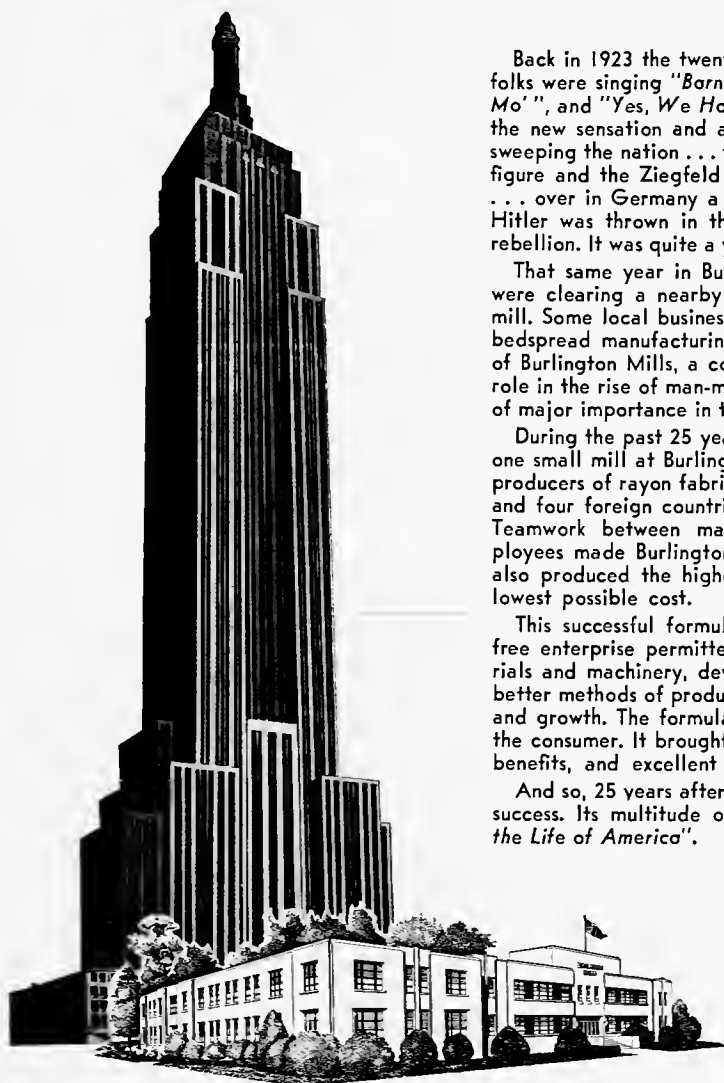 Back in 1923 the twen
folks were singing "Barn
Mo' ", and "Yes, We Ha
the new sensation and a
sweeping the nation ... t
figure and the Ziegfeld
... over in Germany a
Hitler was thrown in th
rebellion. It was quite a y
That same year in Bu
were clearing a nearby
mill. Some local busines
bedspread manufacturin
of Burlington Mills, a co
role in the rise of man-m
of major importance in t
During the past 25 yea
one small mill at Burling
producers of rayon fabri
and four foreign countri
Teamwork between ma
ployees made Burlington
also produced the highe
lowest possible cost.
This successful formul
free enterprise permitte
rials and machinery, dev
better methods of produ
and growth. The formula
the consumer. It brought
benefits, and excellent
And so, 25 years after
success. Its multitude o
the Life of America".